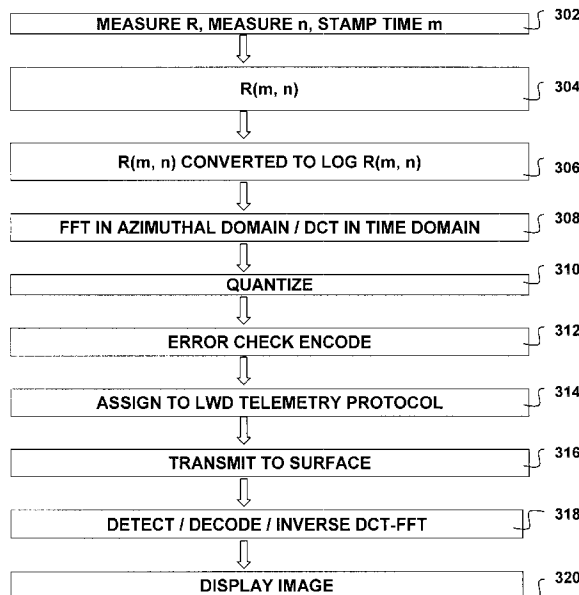 MEASURE R, MEASURE n, STAMP TIME m
302
R(m, n)
304
R(m, n) CONVERTED TO LOG R(m, n)
306
FFT IN AZIMUTHAL DOMAIN / DCT IN TIME DOMAIN
308
QUANTIZE
310
ERROR CHECK ENCODE
312
ASSIGN TO LWD TELEMETRY PROTOCOL
314
TRANSMIT TO SURFACE
316
DETECT / DECODE / INVERSE DCT-FFT
318
DISPLAY IMAGE
320